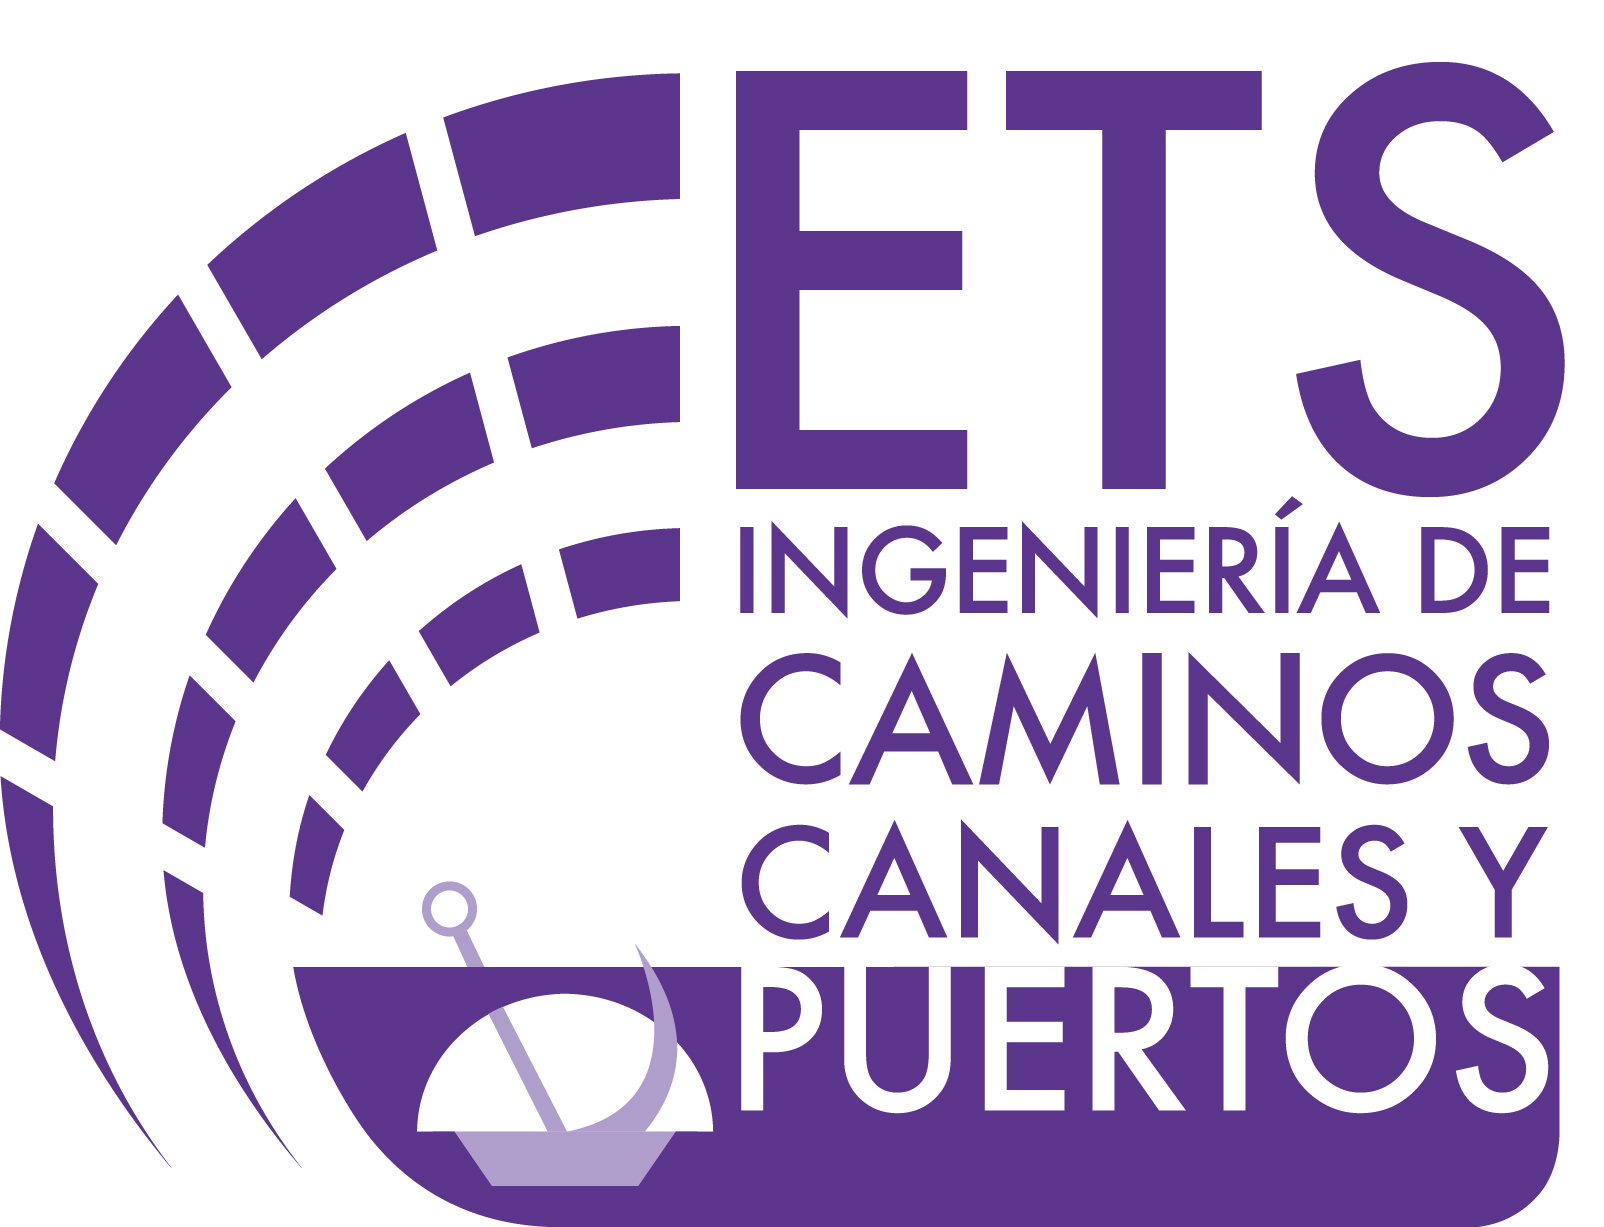 ETS
INGENIERÍA DE
CAMINOS
CANALES Y
PUERTOS